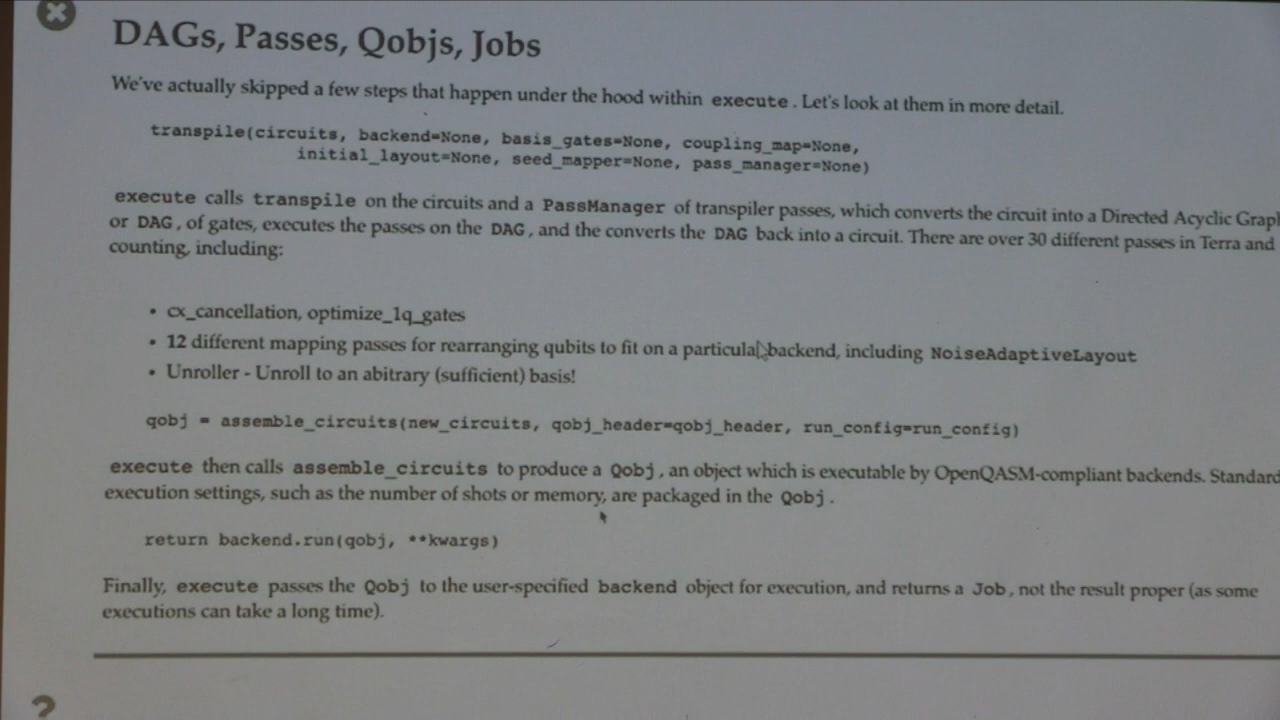 DAGs, Passes, Qobjs, Jobs
We've actually skipped a few steps that happen under the hood within execute. Let's look at them in more detail.
transpile(circuits, backend=None, basis_gates=None, coupling_map=None,
initial_layout=None, seed_mapper=None, pass_manager=None)
execute calls transpile on the circuits and a PassManager of transpiler passes, which converts the circuit into a Directed Acyclic Grap
or DAG, of gates, executes the passes on the DAG, and the converts the DAG back into a circuit. There are over 30 different passes in Terra and
counting, including:
• cx_cancellation, optimize_1q_gates
• 12 different mapping passes for rearranging qubits to fit on a particular backend, including NoiseAdaptiveLayout
• Unroller - Unroll to an abitrary (sufficient) basis!
qobj = assemble_circuits(new_circuits, qobj_header=qobj_header, run_config=run_config)
execute then calls assemble_circuits to produce a Qobj, an object which is executable by OpenQASM-compliant backends. Standard
execution settings, such as the number of shots or memory, are packaged in the Qobj.
return backend.run(qobj, **kwargs)
Finally, execute passes the Qobj to the user-specified backend object for execution, and returns a Job, not the result proper (as some
executions can take a long time).
?